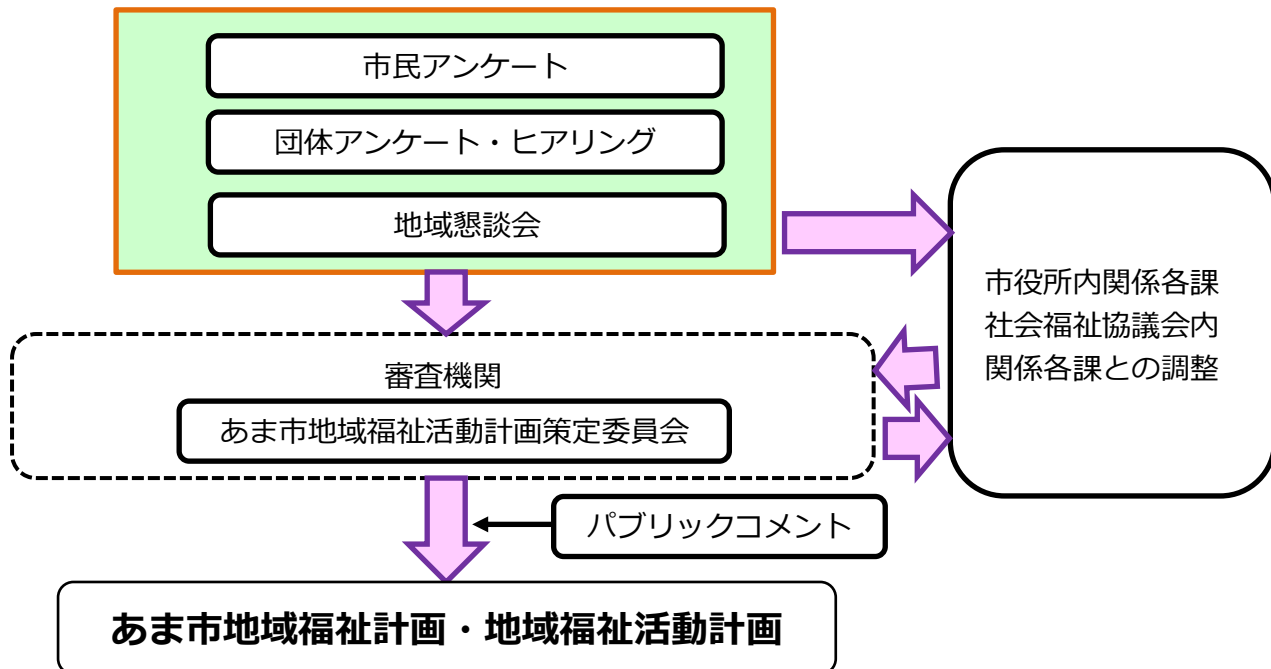 市民アンケート
団体アンケート・ヒアリング
地域懇談会
市役所内関係各課
社会福祉協議会内
関係各課との調整
審査機関
あま市地域福祉活動計画策定委員会
パブリックコメント
あま市地域福祉計画・地域福祉活動計画